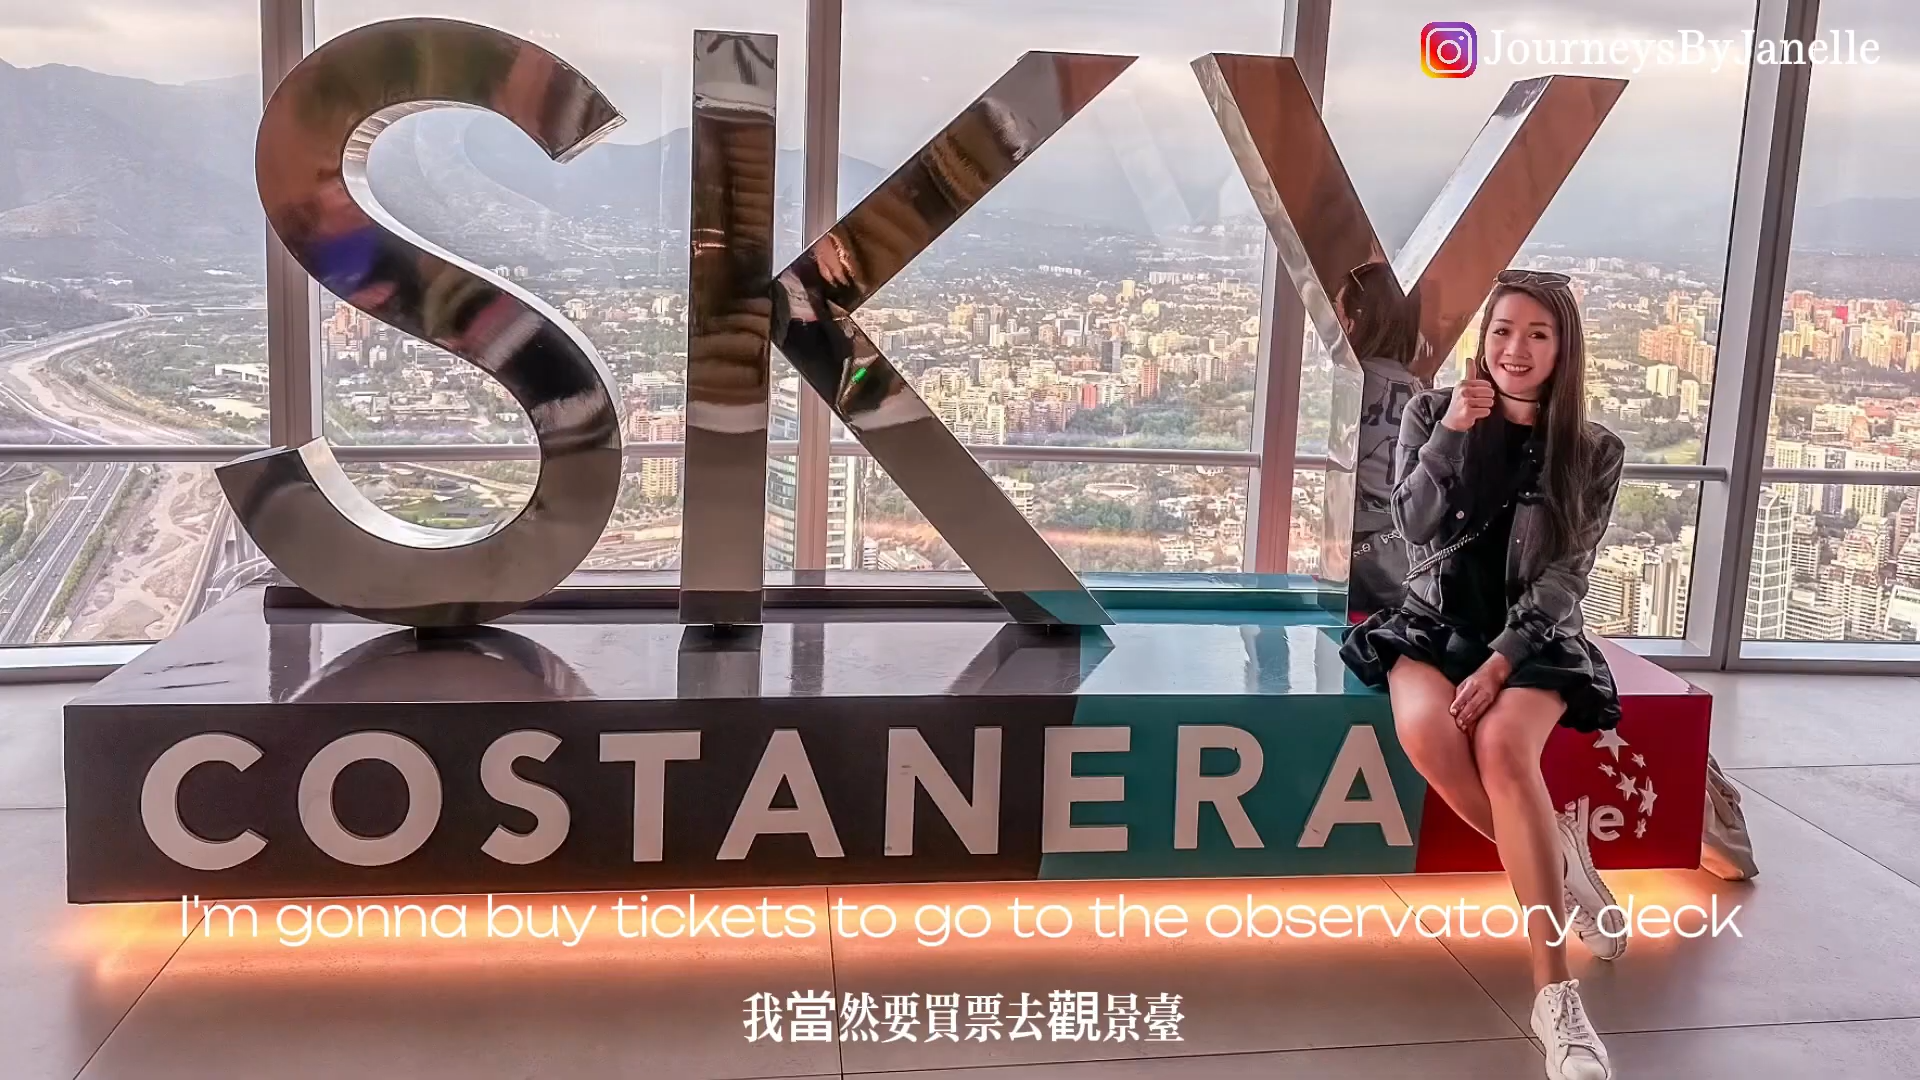 JourneysByJanelle
SKY
COSTANERA
I'm gonna buy tickets to go to the observatory deck
我當然要買票去觀景臺